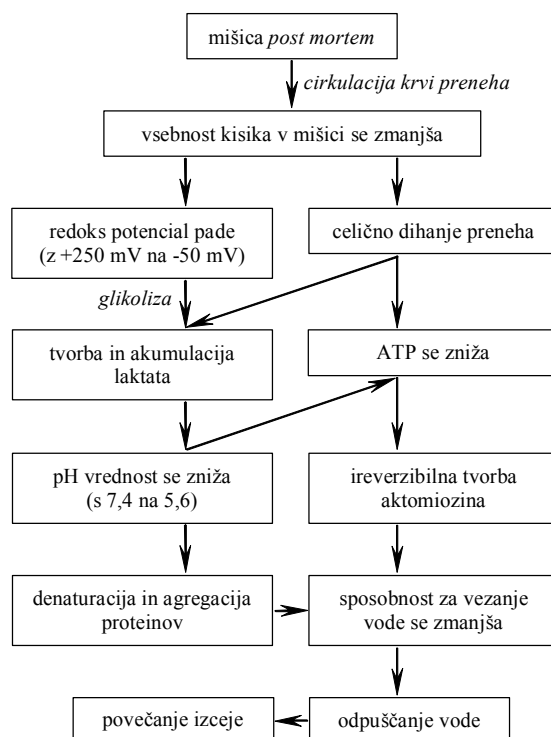 mišica post mortem
cirkulacija krvi preneha
vsebnost kisika v mišici se zmanjša
redoks potencial pade
(z +250 mV na -50 mV)
celično dihanje preneha
glikoliza
tvorba in akumulacija
laktata
ATP se zniža
pH vrednost se zniža
(s 7,4 na 5,6)
ireverzibilna tvorba
aktomiozina
denaturacija in agregacija
proteinov
sposobnost za vezanje
vode se zmanjša
povečanje izceje
odpuščanje vode